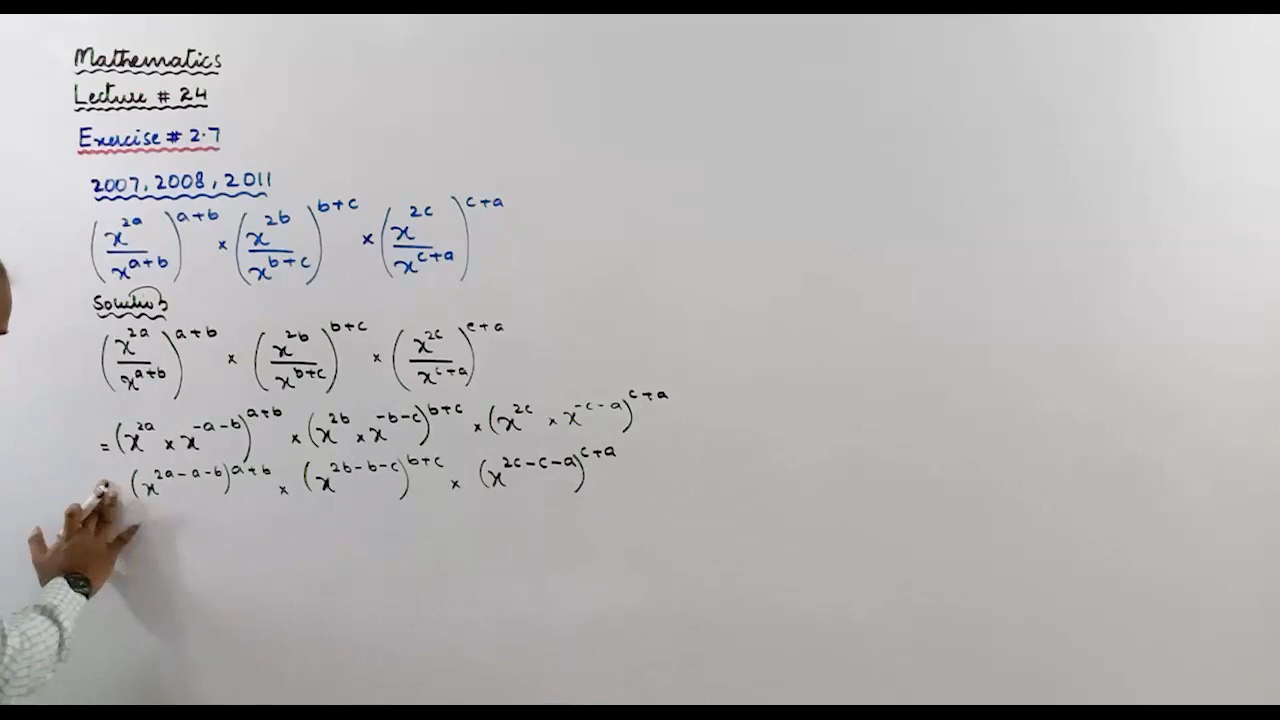 Mathematics
Lecture # 24
Exercise # 2.7
2007, 2008, 2011
(x^2a / x^a+b)^a+b × (x^2b / x^b+c)^b+c × (x^2c / x^c+a)^c+a
Solution
(x^2a / x^a+b)^a+b × (x^2b / x^b+c)^b+c × (x^2c / x^c+a)^c+a
= (x^2a × x^-a-b)^a+b × (x^2b × x^-b-c)^b+c × (x^2c × x^-c-a)^c+a
(x^2a-a-b)^a+b × (x^2b-b-c)^b+c × (x^2c-c-a)^c+a